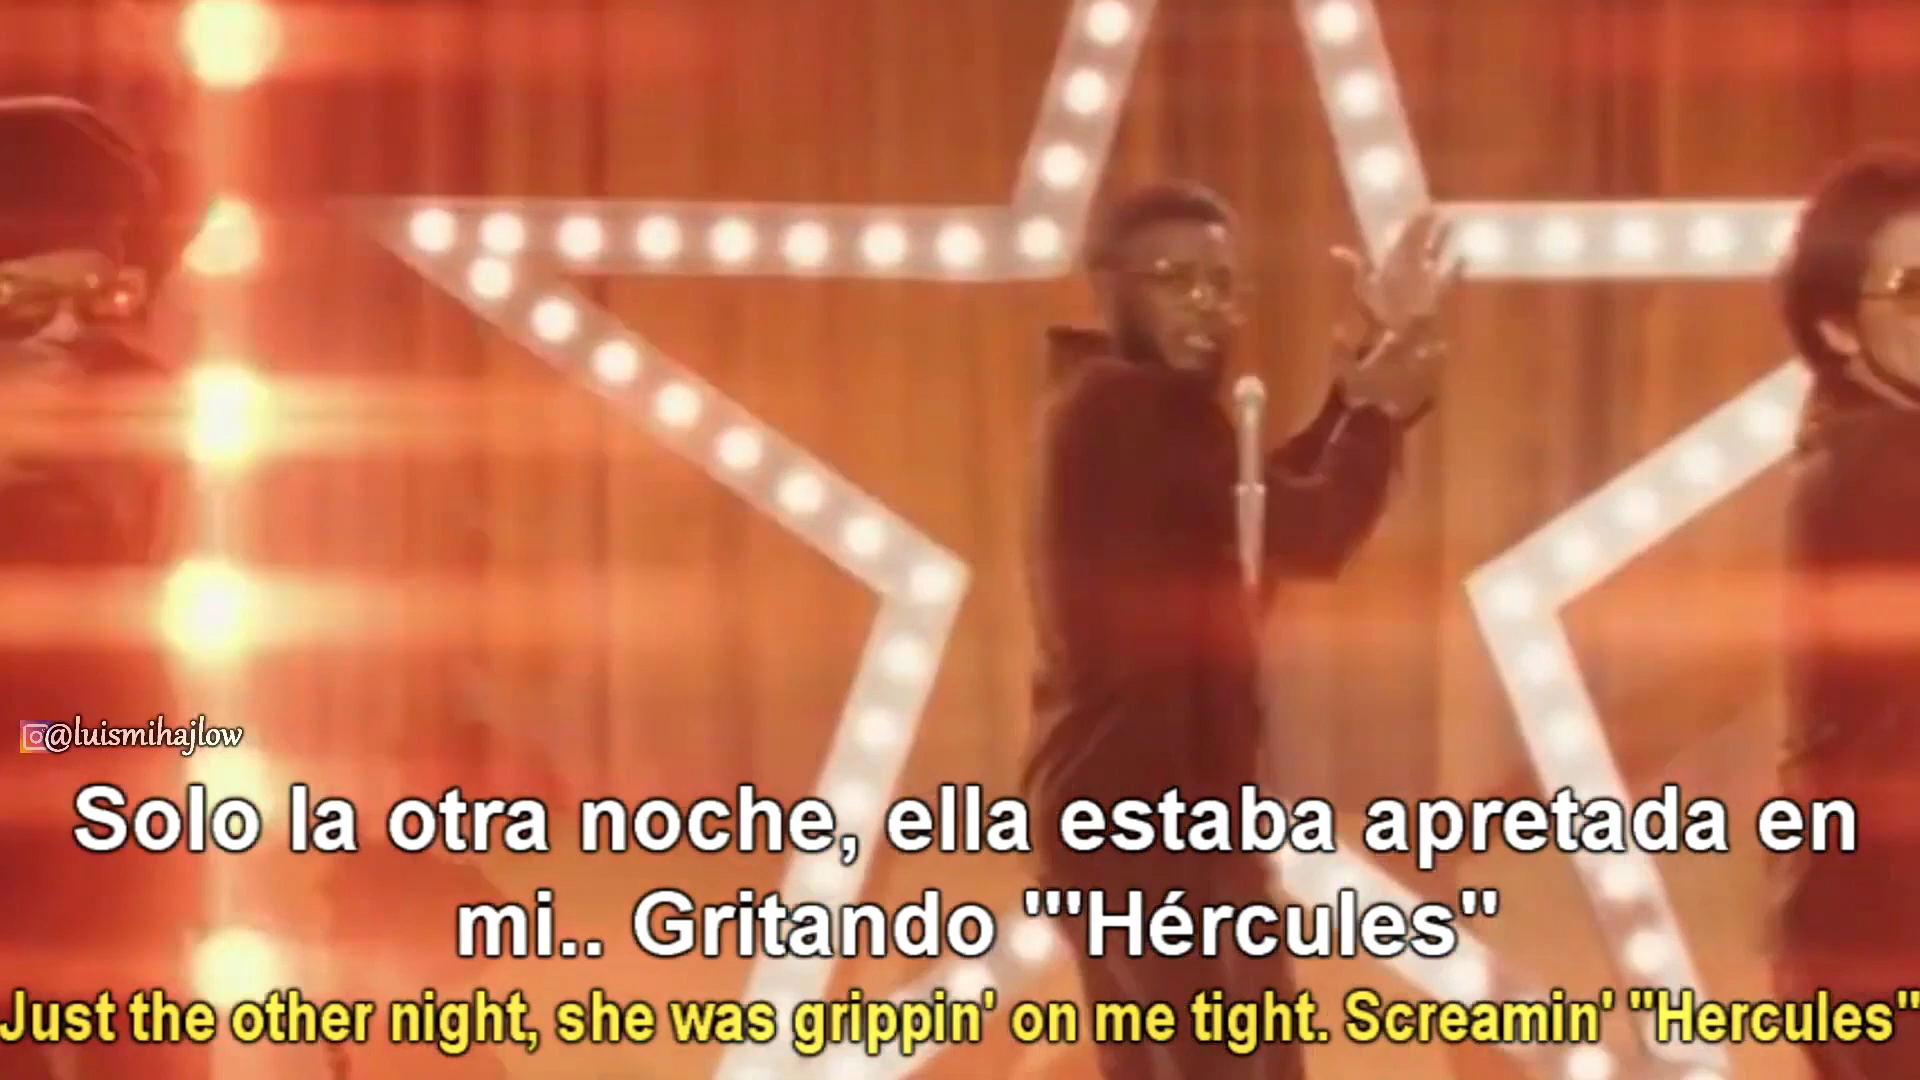 @luismihajlow
Solo la otra noche, ella estaba apretada en
mi.. Gritando '"Hércules"
Just the other night, she was grippin' on me tight. Screamin' "Hercules"